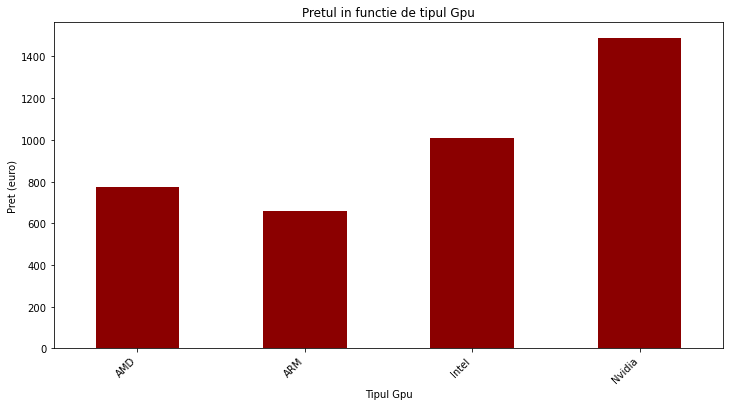 Pretul in functie de tipul Gpu
Pret (euro)
1400
1200
1000
800
600
400
200
0
AMD
ARM
Intel
Nvidia
Tipul Gpu